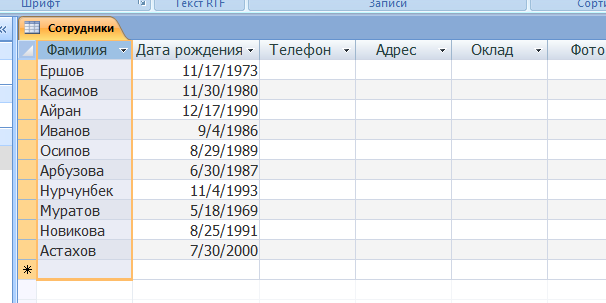 Шрифт Текст RTF Записи Сорти
Сотрудники
Фамилия Дата рождения Телефон Адрес Оклад Фото
Ершов 11/17/1973
Касимов 11/30/1980
Айран 12/17/1990
Иванов 9/4/1986
Осипов 8/29/1989
Арбузова 6/30/1987
Нурчунбек 11/4/1993
Муратов 5/18/1969
Новикова 8/25/1991
Астахов 7/30/2000